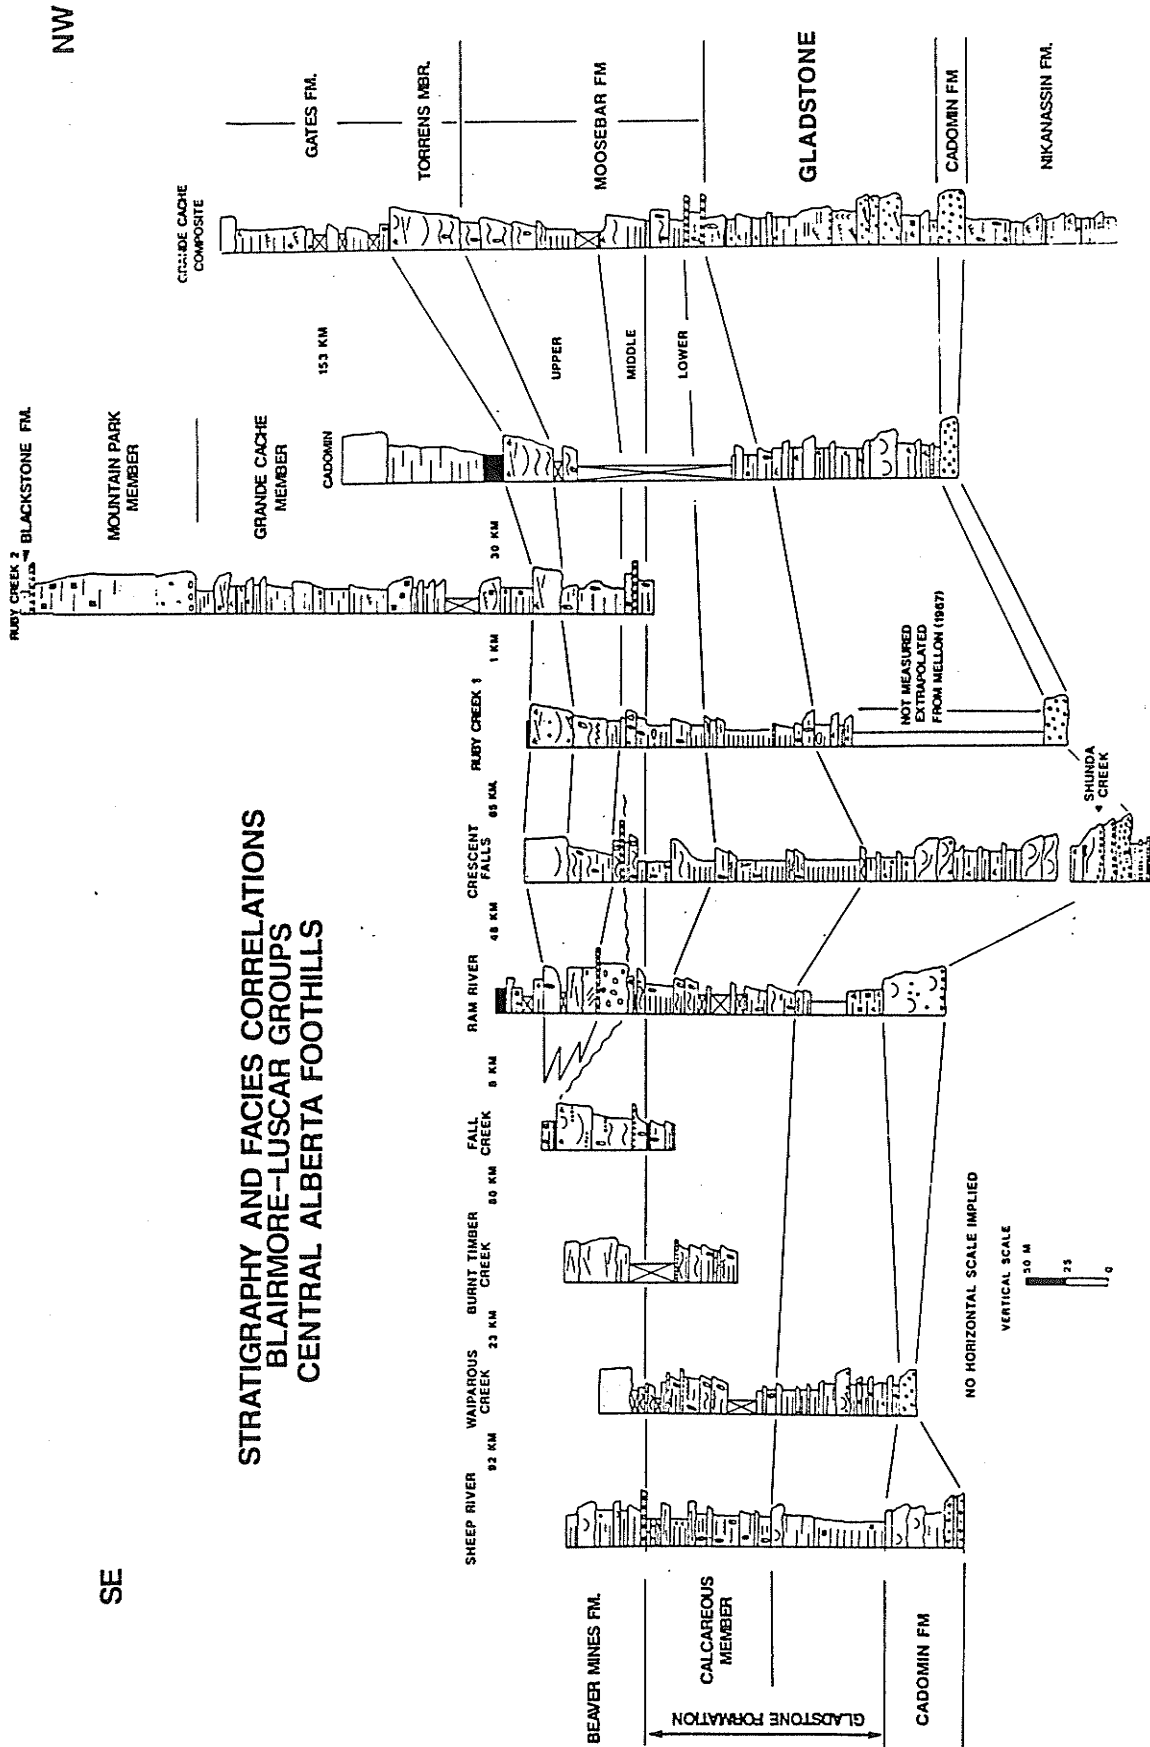 STRATIGRAPHY AND FACIES CORRELATIONS
BLAIRMORE-LUSCAR GROUPS
CENTRAL ALBERTA FOOTHILLS
SE
NW
SHEEP RIVER
92 KM
WAIPAROUS
CREEK
23 KM
BURNT TIMBER
CREEK
80 KM
FALL
CREEK
8 KM
RAM RIVER
48 KM
CRESCENT
FALLS
65 KM.
RUBY CREEK 1
1 KM
RUBY CREEK 2
30 KM
CADOMIN
153 KM
GRANDE CACHE
COMPOSITE
BLACKSTONE FM.
MOUNTAIN PARK
MEMBER
GRANDE CACHE
MEMBER
UPPER
MIDDLE
LOWER
GATES FM.
TORRENS MBR.
MOOSEBAR FM
GLADSTONE
CADOMIN FM
NIKANASSIN FM.
NOT MEASURED
EXTRAPOLATED
FROM MELLON (1967)
SHUNDA
CREEK
BEAVER MINES FM.
CALCAREOUS
MEMBER
GLADSTONE FORMATION
CADOMIN FM
NO HORIZONTAL SCALE IMPLIED
VERTICAL SCALE
50 M
25
0